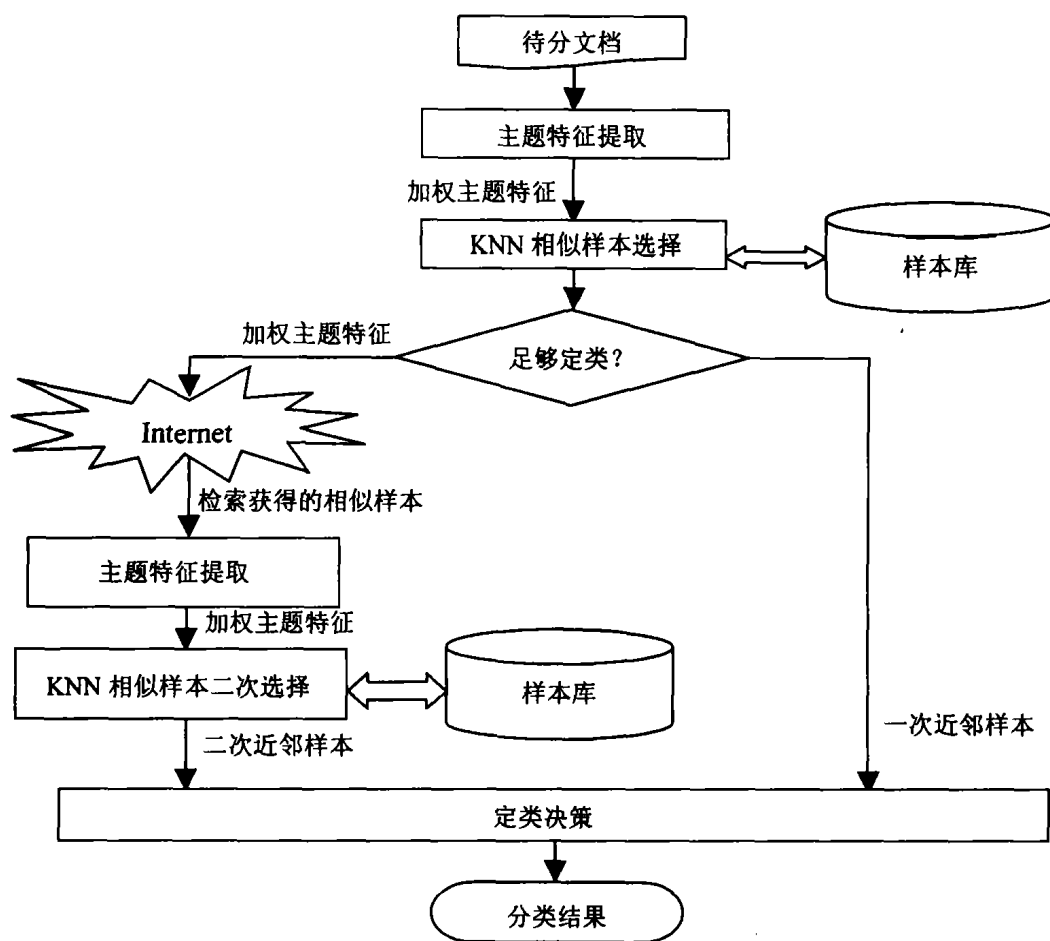 待分文档
主题特征提取
加权主题特征
KNN 相似样本选择
样本库
加权主题特征
足够定类？
Internet
检索获得的相似样本
主题特征提取
加权主题特征
KNN 相似样本二次选择
样本库
二次近邻样本
一次近邻样本
定类决策
分类结果